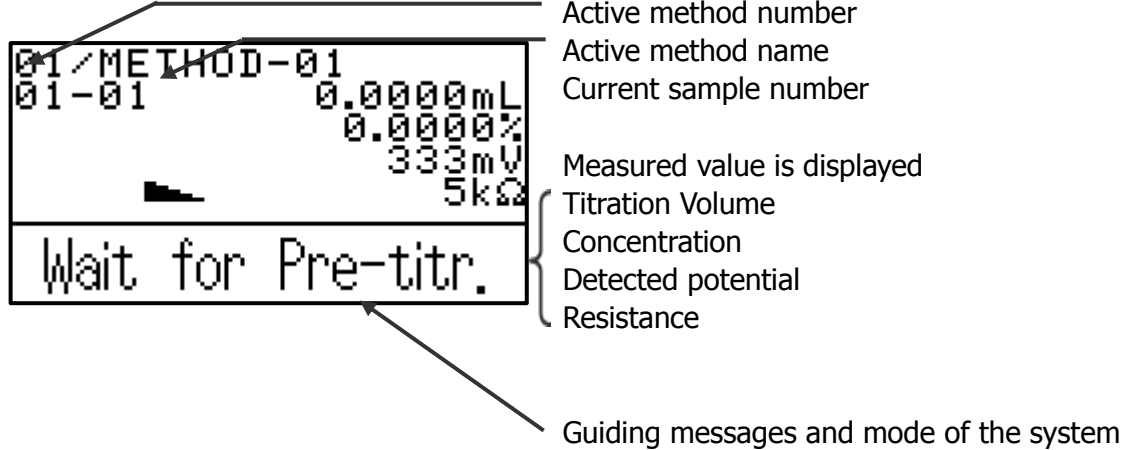 Active method number
Active method name
Current sample number
01/METHOD-01
01-01 0.0000mL
0.0000%
333mV
5kΩ
Wait for Pre-titr.
Measured value is displayed
Titration Volume
Concentration
Detected potential
Resistance
Guiding messages and mode of the system